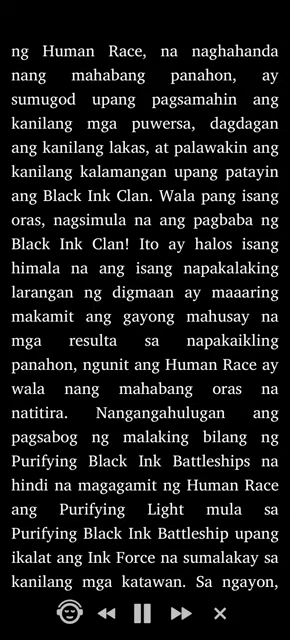 ng Human Race, na naghahanda
nang mahabang panahon, ay
sumugod upang pagsamahin ang
kanilang mga puwersa, dagdagan
ang kanilang lakas, at palawakin ang
kanilang kalamangan upang patayin
ang Black Ink Clan. Wala pang isang
oras, nagsimula na ang pagbaba ng
Black Ink Clan! Ito ay halos isang
himala na ang isang napakalaking
larangan ng digmaan ay maaaring
makamit ang gayong mahusay na
mga resulta sa napakaikling
panahon, ngunit ang Human Race ay
wala nang mahabang oras na
natitira. Nangangahulugan ang
pagsabog ng malaking bilang ng
Purifying Black Ink Battleships na
hindi na magagamit ng Human Race
ang Purifying Light mula sa
Purifying Black Ink Battleship upang
ikalat ang Ink Force na sumalakay sa
kanilang mga katawan. Sa ngayon,